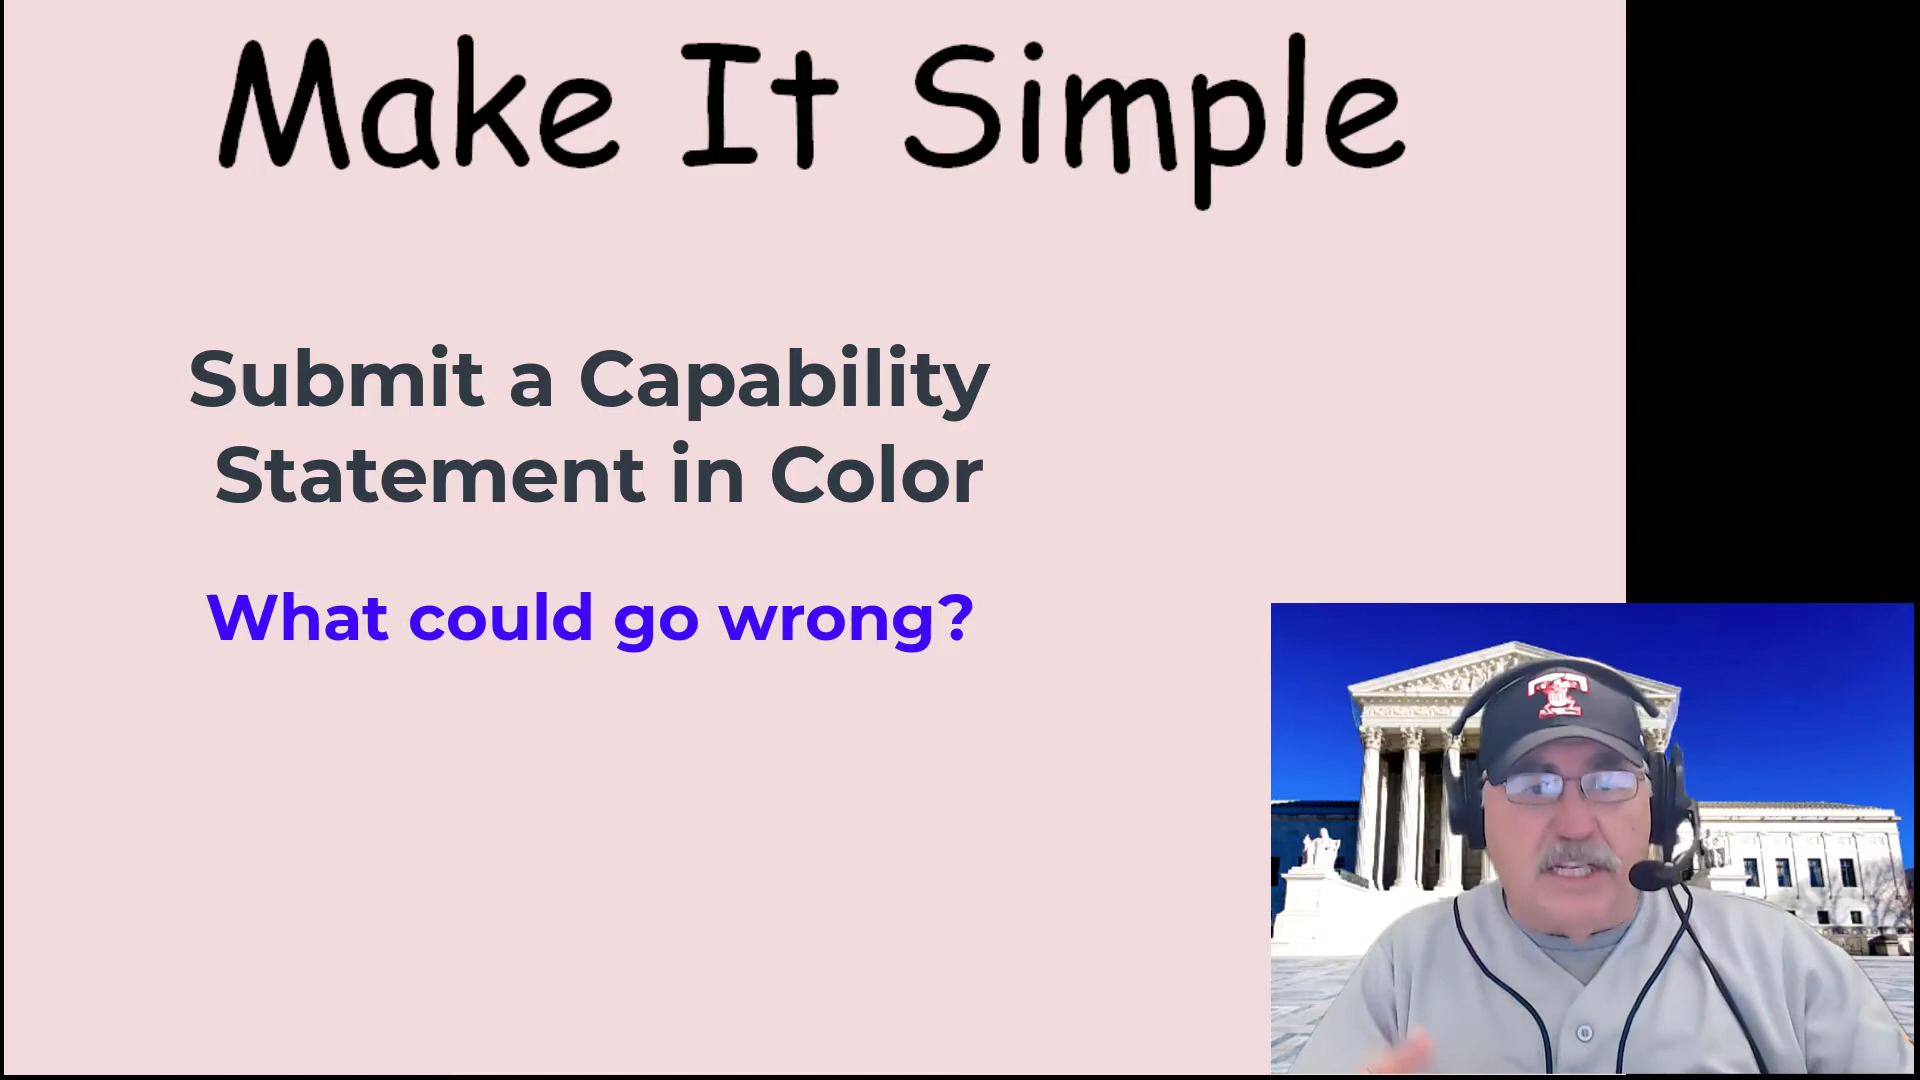 Make It Simple
Submit a Capability
Statement in Color
What could go wrong?